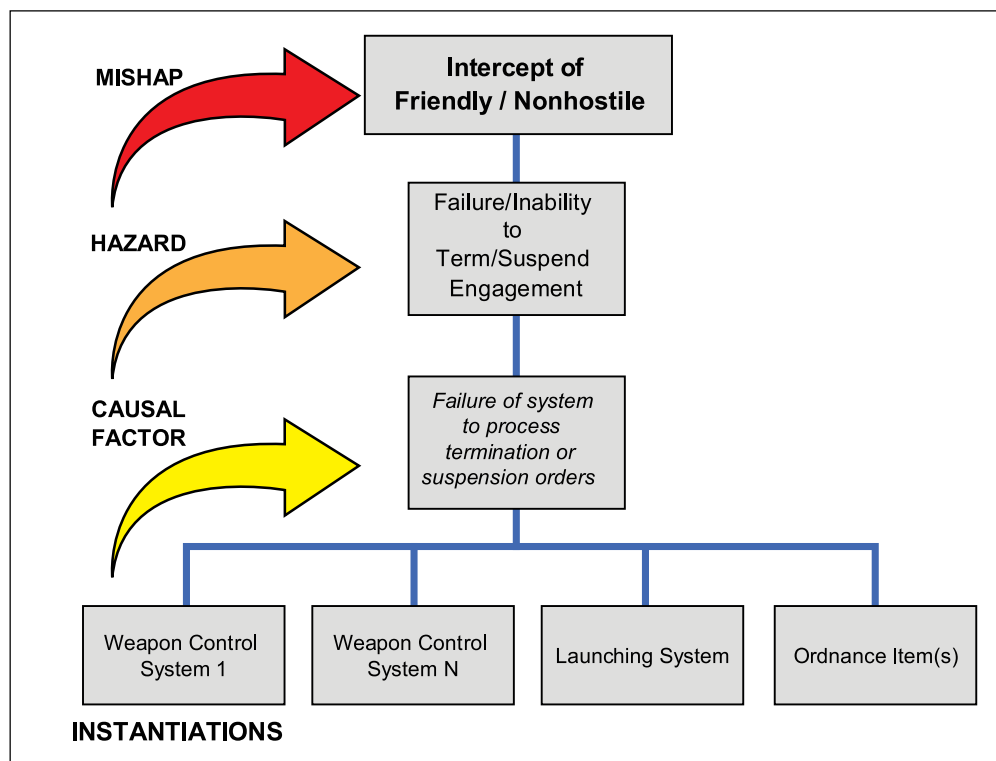 MISHAP
Intercept of
Friendly / Nonhostile
HAZARD
Failure/Inability
to
Term/Suspend
Engagement
CAUSAL
FACTOR
Failure of system
to process
termination or
suspension orders
Weapon Control
System 1
Weapon Control
System N
Launching System
Ordnance Item(s)
INSTANTIATIONS